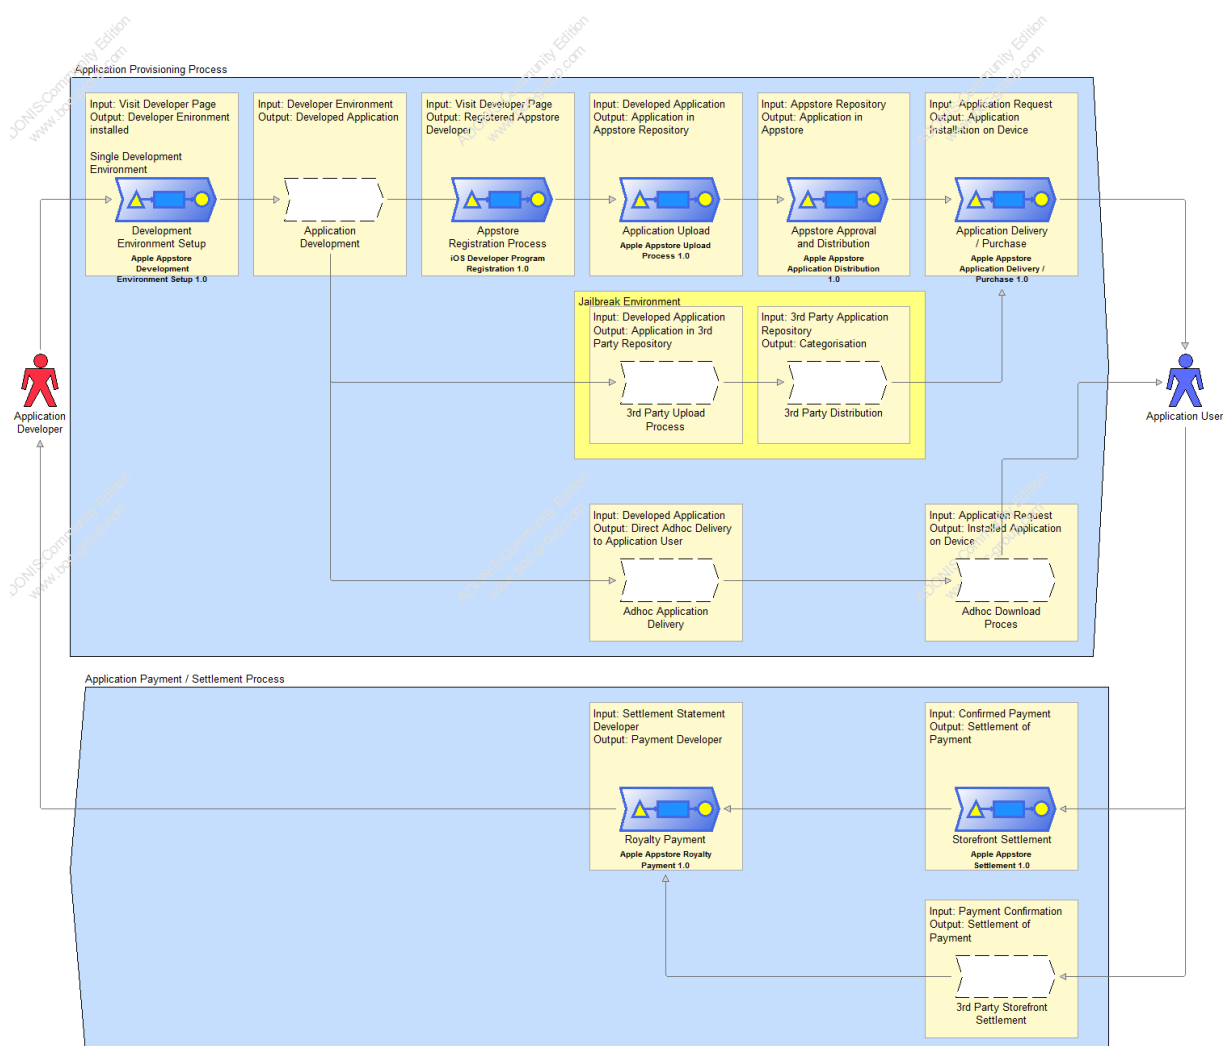 Application Provisioning Process
Input: Visit Developer Page
Output: Developer Enironment
installed
Single Development
Environment
Development
Environment Setup
Apple Appstore
Development
Environment Setup 1.0
Input: Developer Environment
Output: Developed Application
Application
Development
Input: Visit Developer Page
Output: Registered Appstore
Developer
Appstore
Registration Process
iOS Developer Program
Registration 1.0
Input: Developed Application
Output: Application in
Appstore Repository
Application Upload
Apple Appstore Upload
Process 1.0
Input: Appstore Repository
Output: Application in
Appstore
Appstore Approval
and Distribution
Apple Appstore
Application Distribution
1.0
Input: Application Request
Output: Application
Installation on Device
Application Delivery
/ Purchase
Apple Appstore
Application Delivery /
Purchase 1.0
Jailbreak Environment
Input: Developed Application
Output: Application in 3rd
Party Repository
3rd Party Upload
Process
Input: 3rd Party Application
Repository
Output: Categorisation
3rd Party Distribution
Application
Developer
Application User
Input: Developed Application
Output: Direct Adhoc Delivery
to Application User
Adhoc Application
Delivery
Input: Application Request
Output: Installed Application
on Device
Adhoc Download
Proces
Application Payment / Settlement Process
Input: Settlement Statement
Developer
Output: Payment Developer
Royalty Payment
Apple Appstore Royalty
Payment 1.0
Input: Confirmed Payment
Output: Settlement of
Payment
Storefront Settlement
Apple Appstore
Settlement 1.0
Input: Payment Confirmation
Output: Settlement of
Payment
3rd Party Storefront
Settlement